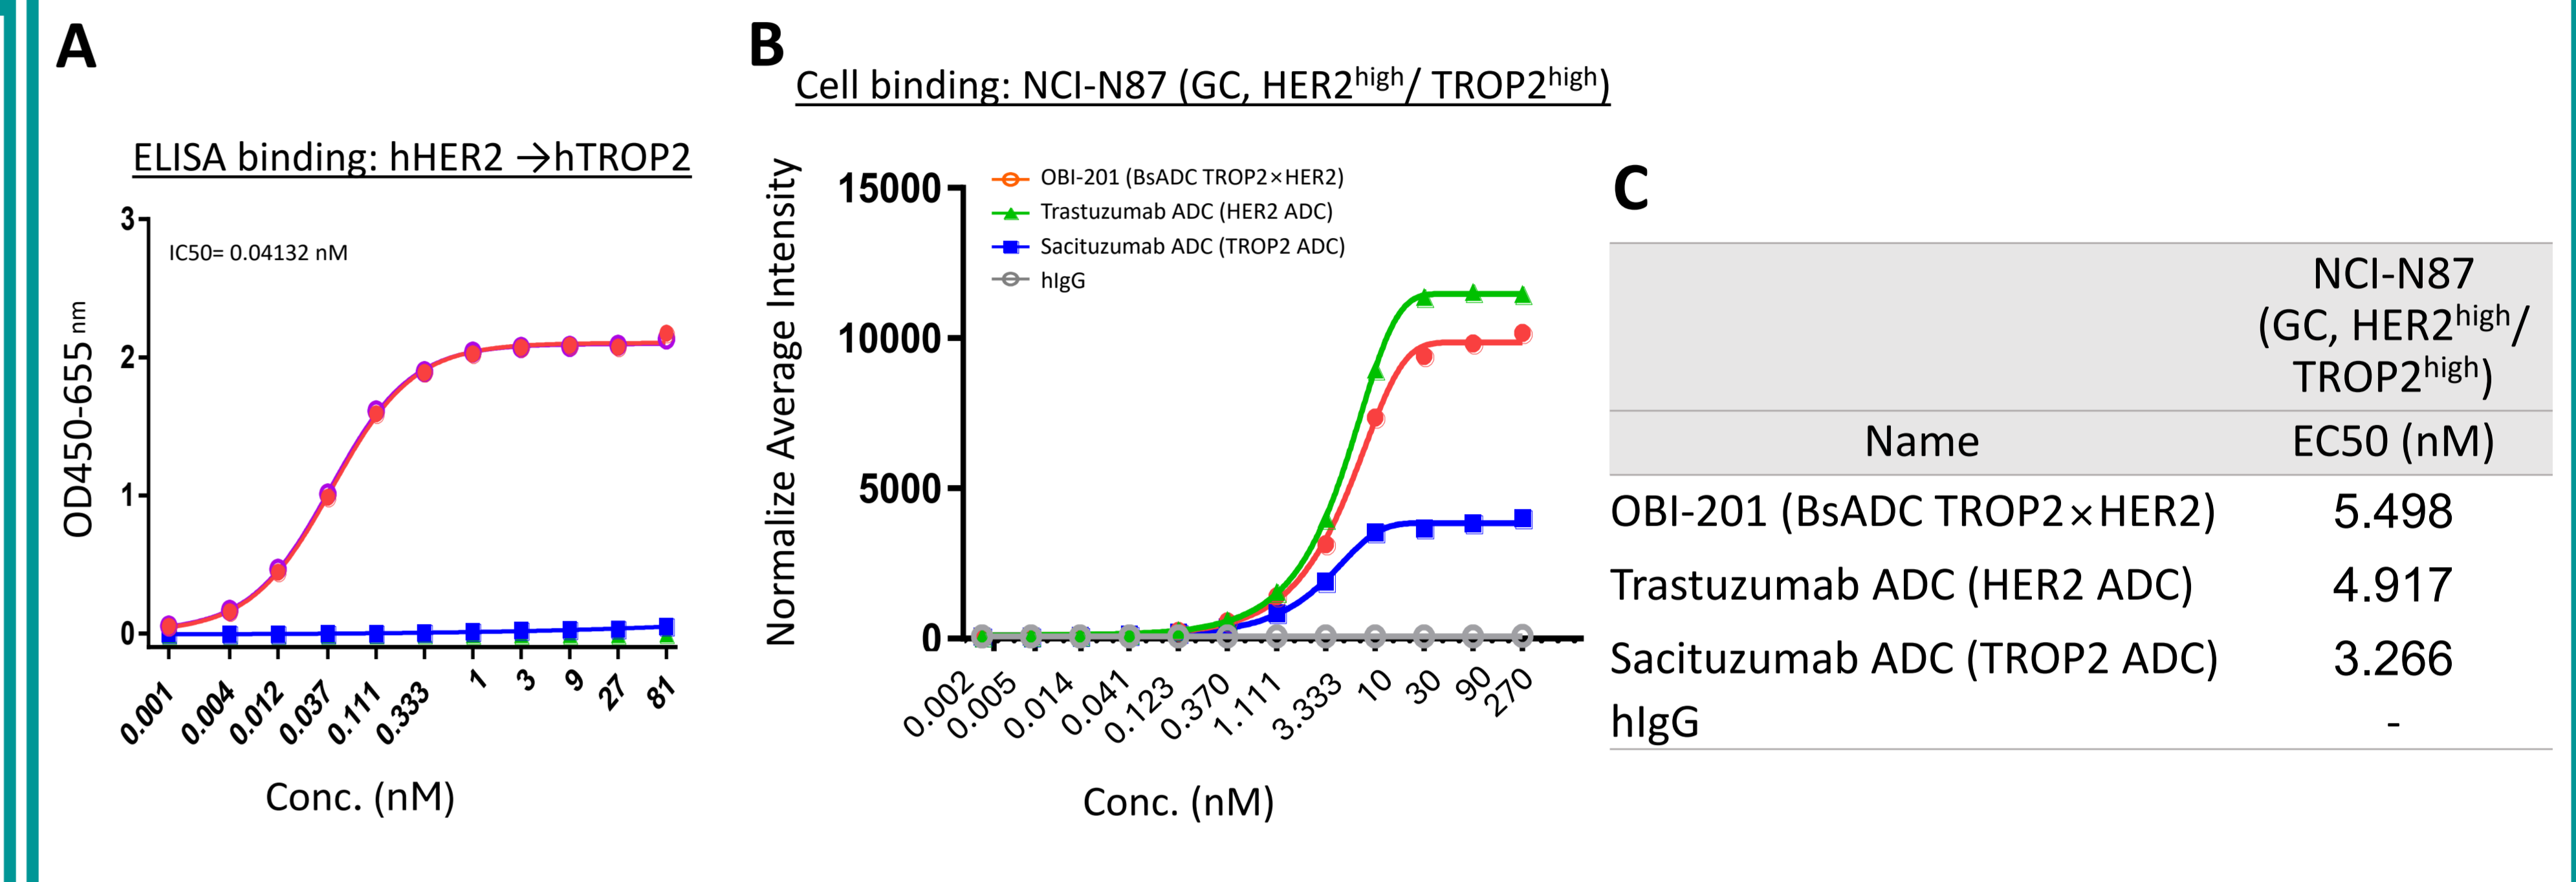 A
ELISA binding: hHER2 →hTROP2
IC50= 0.04132 nM
OD450-655 nm
3
2
1
0
0.001
0.004
0.012
0.037
0.111
0.333
1
3
9
27
81
Conc. (nM)
B
Cell binding: NCI-N87 (GC, HER2high/ TROP2high)
Normalize Average Intensity
15000
10000
5000
0
OBI-201 (BsADC TROP2×HER2)
Trastuzumab ADC (HER2 ADC)
Sacituzumab ADC (TROP2 ADC)
hIgG
0.002
0.005
0.014
0.041
0.123
0.370
1.111
3.333
10
30
90
270
Conc. (nM)
C
NCI-N87
(GC, HER2high/
TROP2high)
Name EC50 (nM)
OBI-201 (BsADC TROP2×HER2) 5.498
Trastuzumab ADC (HER2 ADC) 4.917
Sacituzumab ADC (TROP2 ADC) 3.266
hIgG -